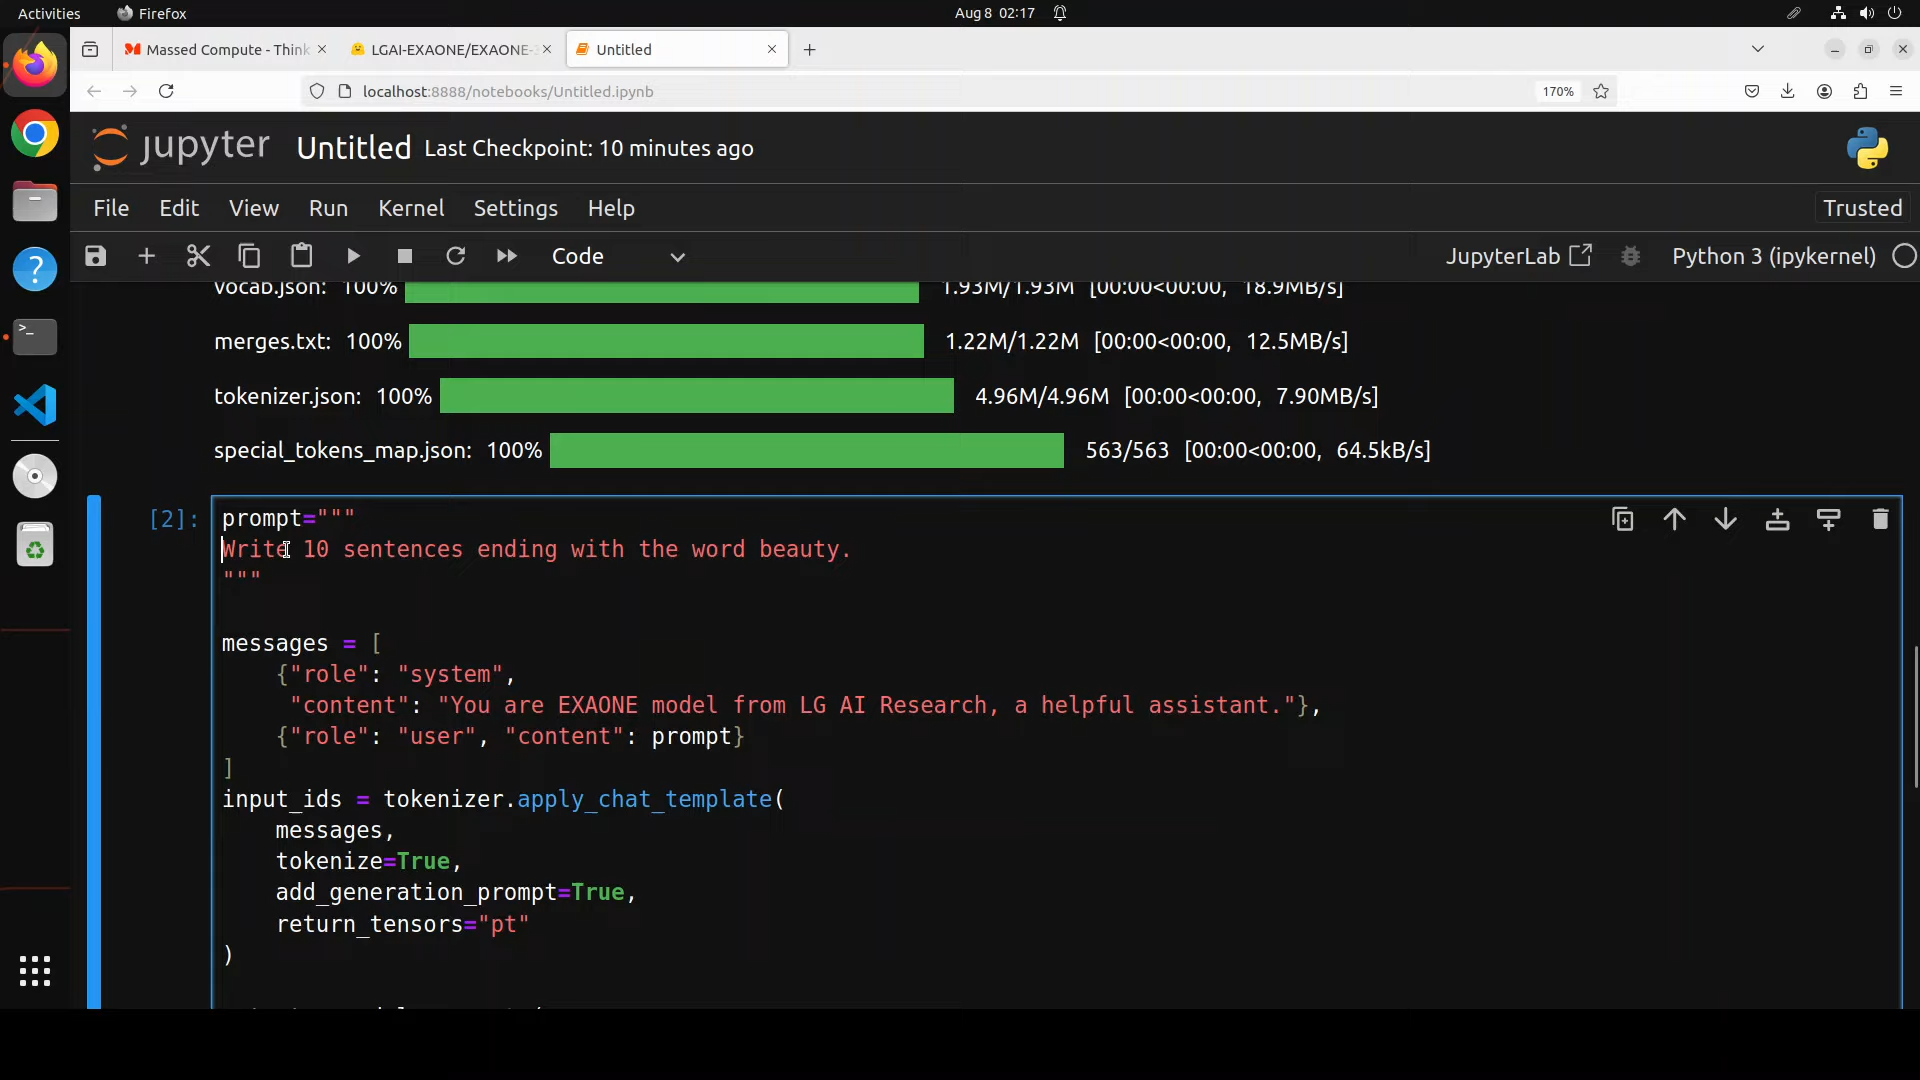 Activities Firefox Aug 8 02:17
Massed Compute - Think LGAI-EXAONE/EXAONE- Untitled
localhost:8888/notebooks/Untitled.ipynb 170%
jupyter Untitled Last Checkpoint: 10 minutes ago
File Edit View Run Kernel Settings Help Trusted
Code JupyterLab Python 3 (ipykernel)
vocab.json: 100% 1.93M/1.93M [00:00<00:00, 18.9MB/s]
merges.txt: 100% 1.22M/1.22M [00:00<00:00, 12.5MB/s]
tokenizer.json: 100% 4.96M/4.96M [00:00<00:00, 7.90MB/s]
special_tokens_map.json: 100% 563/563 [00:00<00:00, 64.5kB/s]
[2]: prompt="""
Write 10 sentences ending with the word beauty.
"""
messages = [
{"role": "system",
"content": "You are EXAONE model from LG AI Research, a helpful assistant."},
{"role": "user", "content": prompt}
]
input_ids = tokenizer.apply_chat_template(
messages,
tokenize=True,
add_generation_prompt=True,
return_tensors="pt"
)